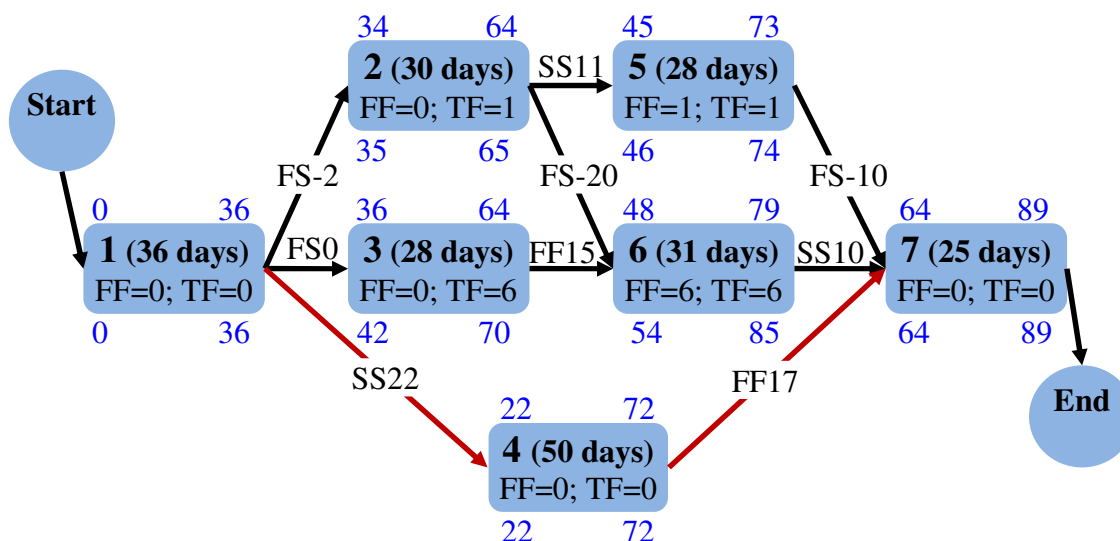 34 64
45 73
2 (30 days)
FF=0; TF=1
SS11
5 (28 days)
FF=1; TF=1
Start
35 65
46 74
FS-2
FS-20
FS-10
0 36
36 64
48 79
64 89
1 (36 days)
FF=0; TF=0
FS0
3 (28 days)
FF=0; TF=6
FF15
6 (31 days)
FF=6; TF=6
SS10
7 (25 days)
FF=0; TF=0
0 36
42 70
54 85
64 89
SS22
FF17
22 72
End
4 (50 days)
FF=0; TF=0
22 72